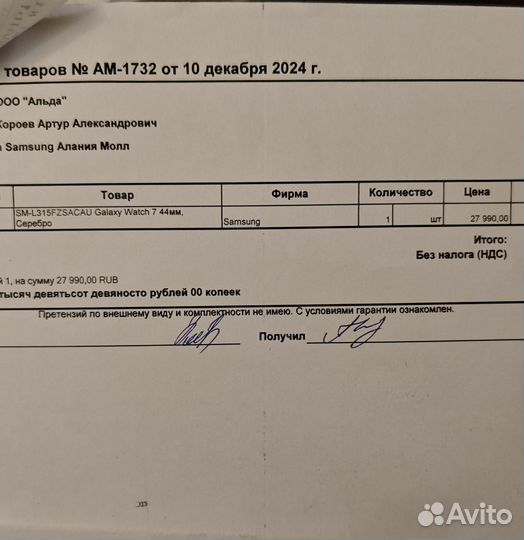 товаров № АМ-1732 от 10 декабря 2024 г.
ООО "Альда"
Короев Артур Александрович
Samsung Алания Молл
Товар Фирма Количество Цена
SM-L315FZSACAU Galaxy Watch 7 44мм, Серебро Samsung 1 шт 27 990,00
Итого:
Без налога (НДС)
1, на сумму 27 990,00 RUB
тысяч девятьсот девяносто рублей 00 копеек
Претензий по внешнему виду и комплектности не имею. С условиями гарантии ознакомлен.
Получил
Avito